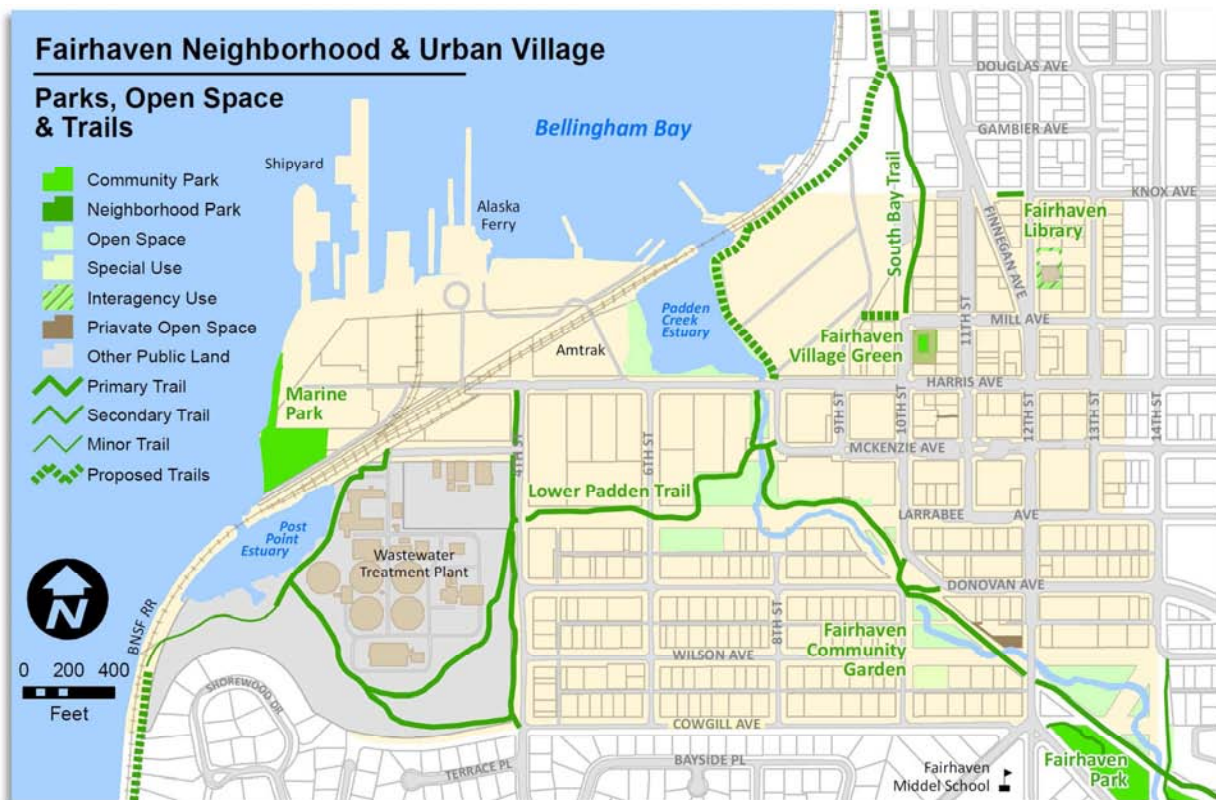 Fairhaven Neighborhood & Urban Village
Parks, Open Space
& Trails
Community Park
Neighborhood Park
Open Space
Special Use
Interagency Use
Priavate Open Space
Other Public Land
Primary Trail
Secondary Trail
Minor Trail
Proposed Trails
N
0 200 400
Feet
Bellingham Bay
Shipyard
Alaska
Ferry
Padden
Creek
Estuary
Amtrak
Marine
Park
Post
Point
Estuary
Wastewater
Treatment Plant
BNSF RR
Lower Padden Trail
South Bay Trail
Fairhaven
Village Green
Fairhaven
Library
Fairhaven
Community
Garden
Fairhaven
Park
Fairhaven
Middel School
DOUGLAS AVE
GAMBIER AVE
KNOX AVE
FINNEGAN AVE
MILL AVE
HARRIS AVE
MCKENZIE AVE
LARRABEE AVE
DONOVAN AVE
WILSON AVE
COWGILL AVE
BAYSIDE PL
TERRACE PL
SHOREWOOD DR
4TH ST
6TH ST
8TH ST
9TH ST
10TH ST
11TH ST
12TH ST
13TH ST
14TH ST